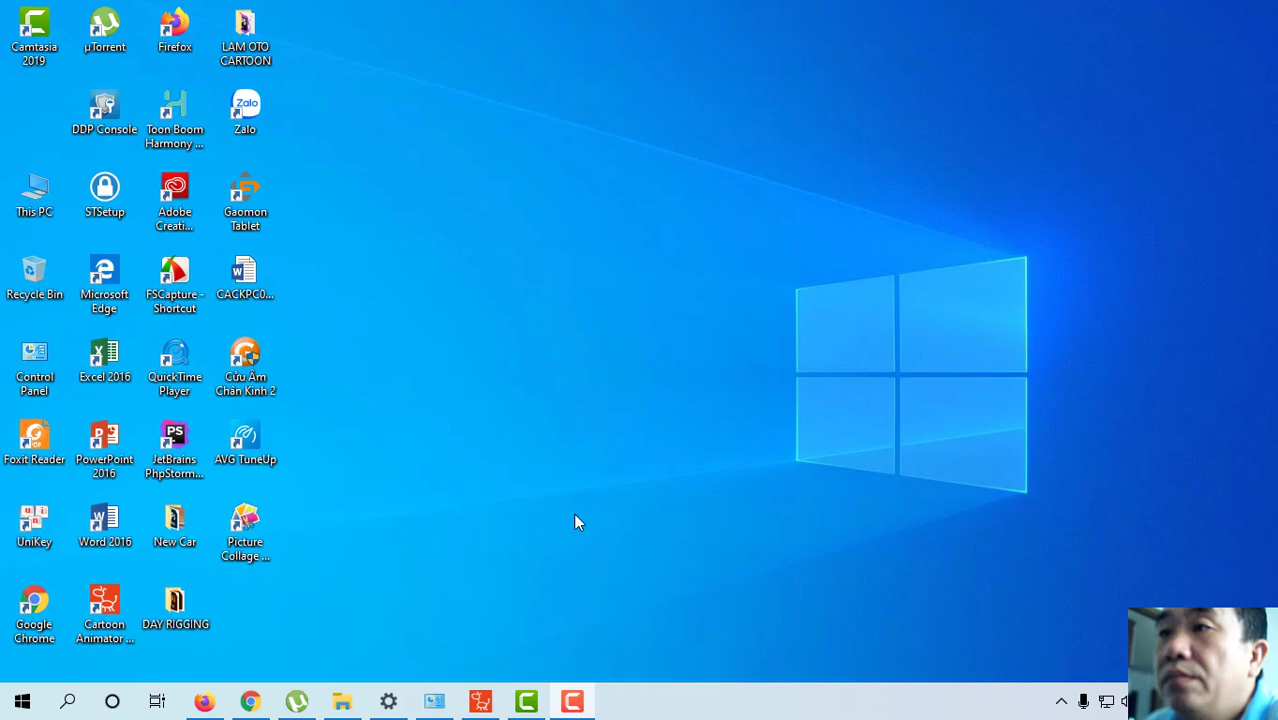 Camtasia
2019
µTorrent
Firefox
LAM OTO
CARTOON
DDP Console
Toon Boom
Harmony ...
Zalo
Zalo
This PC
STSetup
Adobe
Creati...
Gaomon
Tablet
Recycle Bin
Microsoft
Edge
FSCapture -
Shortcut
CACKPC0...
Control
Panel
Excel 2016
QuickTime
Player
Cửu Âm
Chân Kinh 2
Foxit Reader
PS
PowerPoint
2016
JetBrains
PhpStorm...
AVG TuneUp
UniKey
Word 2016
New Car
Picture
Collage ...
Google
Chrome
Cartoon
Animator ...
DAY RIGGING